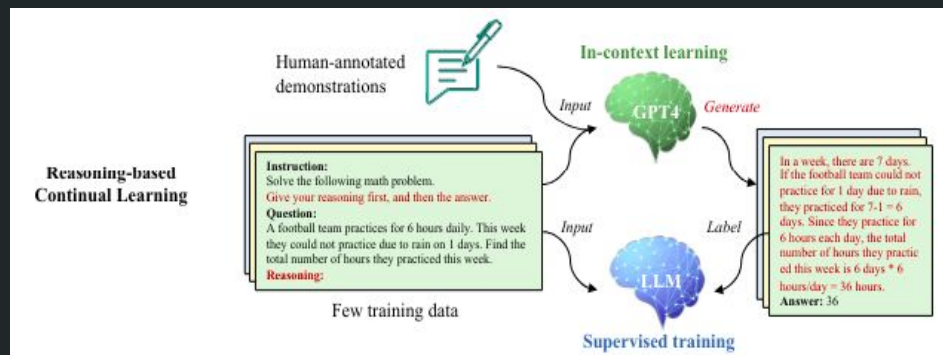 Human-annotated
demonstrations
In-context learning
Input
GPT4
Generate
Reasoning-based
Continual Learning
Instruction:
Solve the following math problem.
Give your reasoning first, and then the answer.
Question:
A football team practices for 6 hours daily. This week
they could not practice due to rain on 1 days. Find the
total number of hours they practiced this week.
Reasoning:
Few training data
Input
LLM
Label
Supervised training
In a week, there are 7 days.
If the football team could not
practice for 1 day due to rain,
they practiced for 7-1 = 6
days. Since they practice for
6 hours each day, the total
number of hours they practic
ed this week is 6 days * 6
hours/day = 36 hours.
Answer: 36